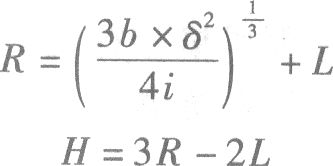 R = ( 3b × δ² / 4i )^(1/3) + L
H = 3R − 2L